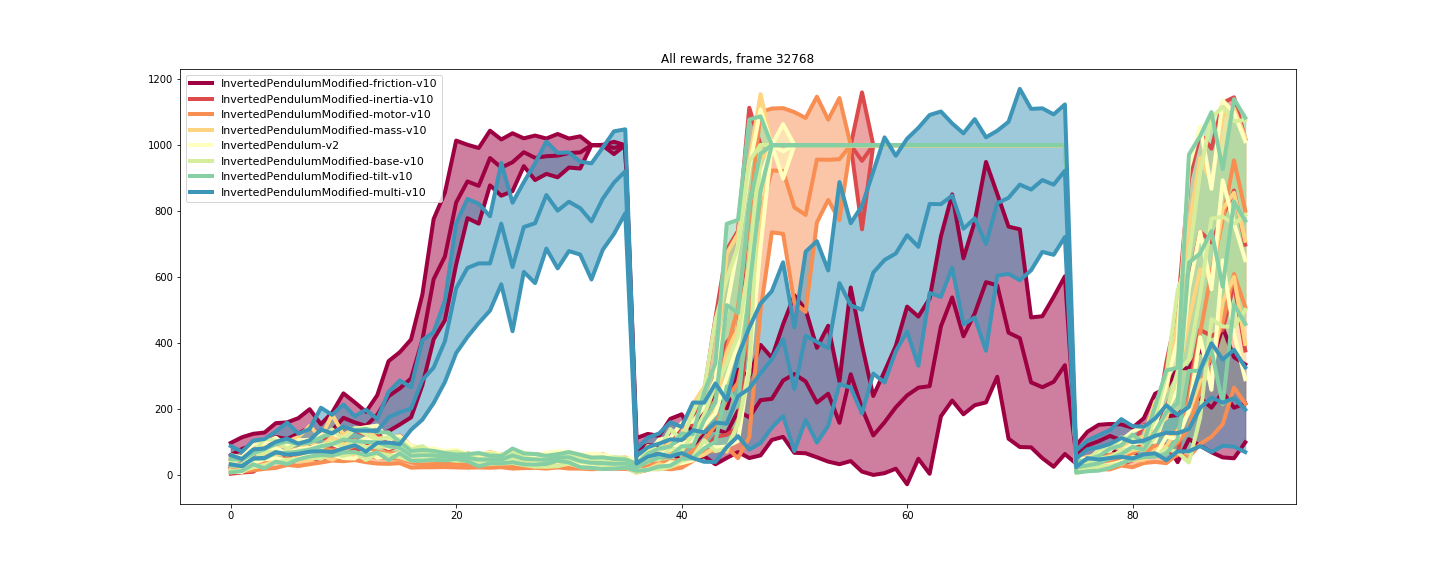 All rewards, frame 32768
1200
1000
800
600
400
200
0
InvertedPendulumModified-friction-v10
InvertedPendulumModified-inertia-v10
InvertedPendulumModified-motor-v10
InvertedPendulumModified-mass-v10
InvertedPendulum-v2
InvertedPendulumModified-base-v10
InvertedPendulumModified-tilt-v10
InvertedPendulumModified-multi-v10
0 20 40 60 80